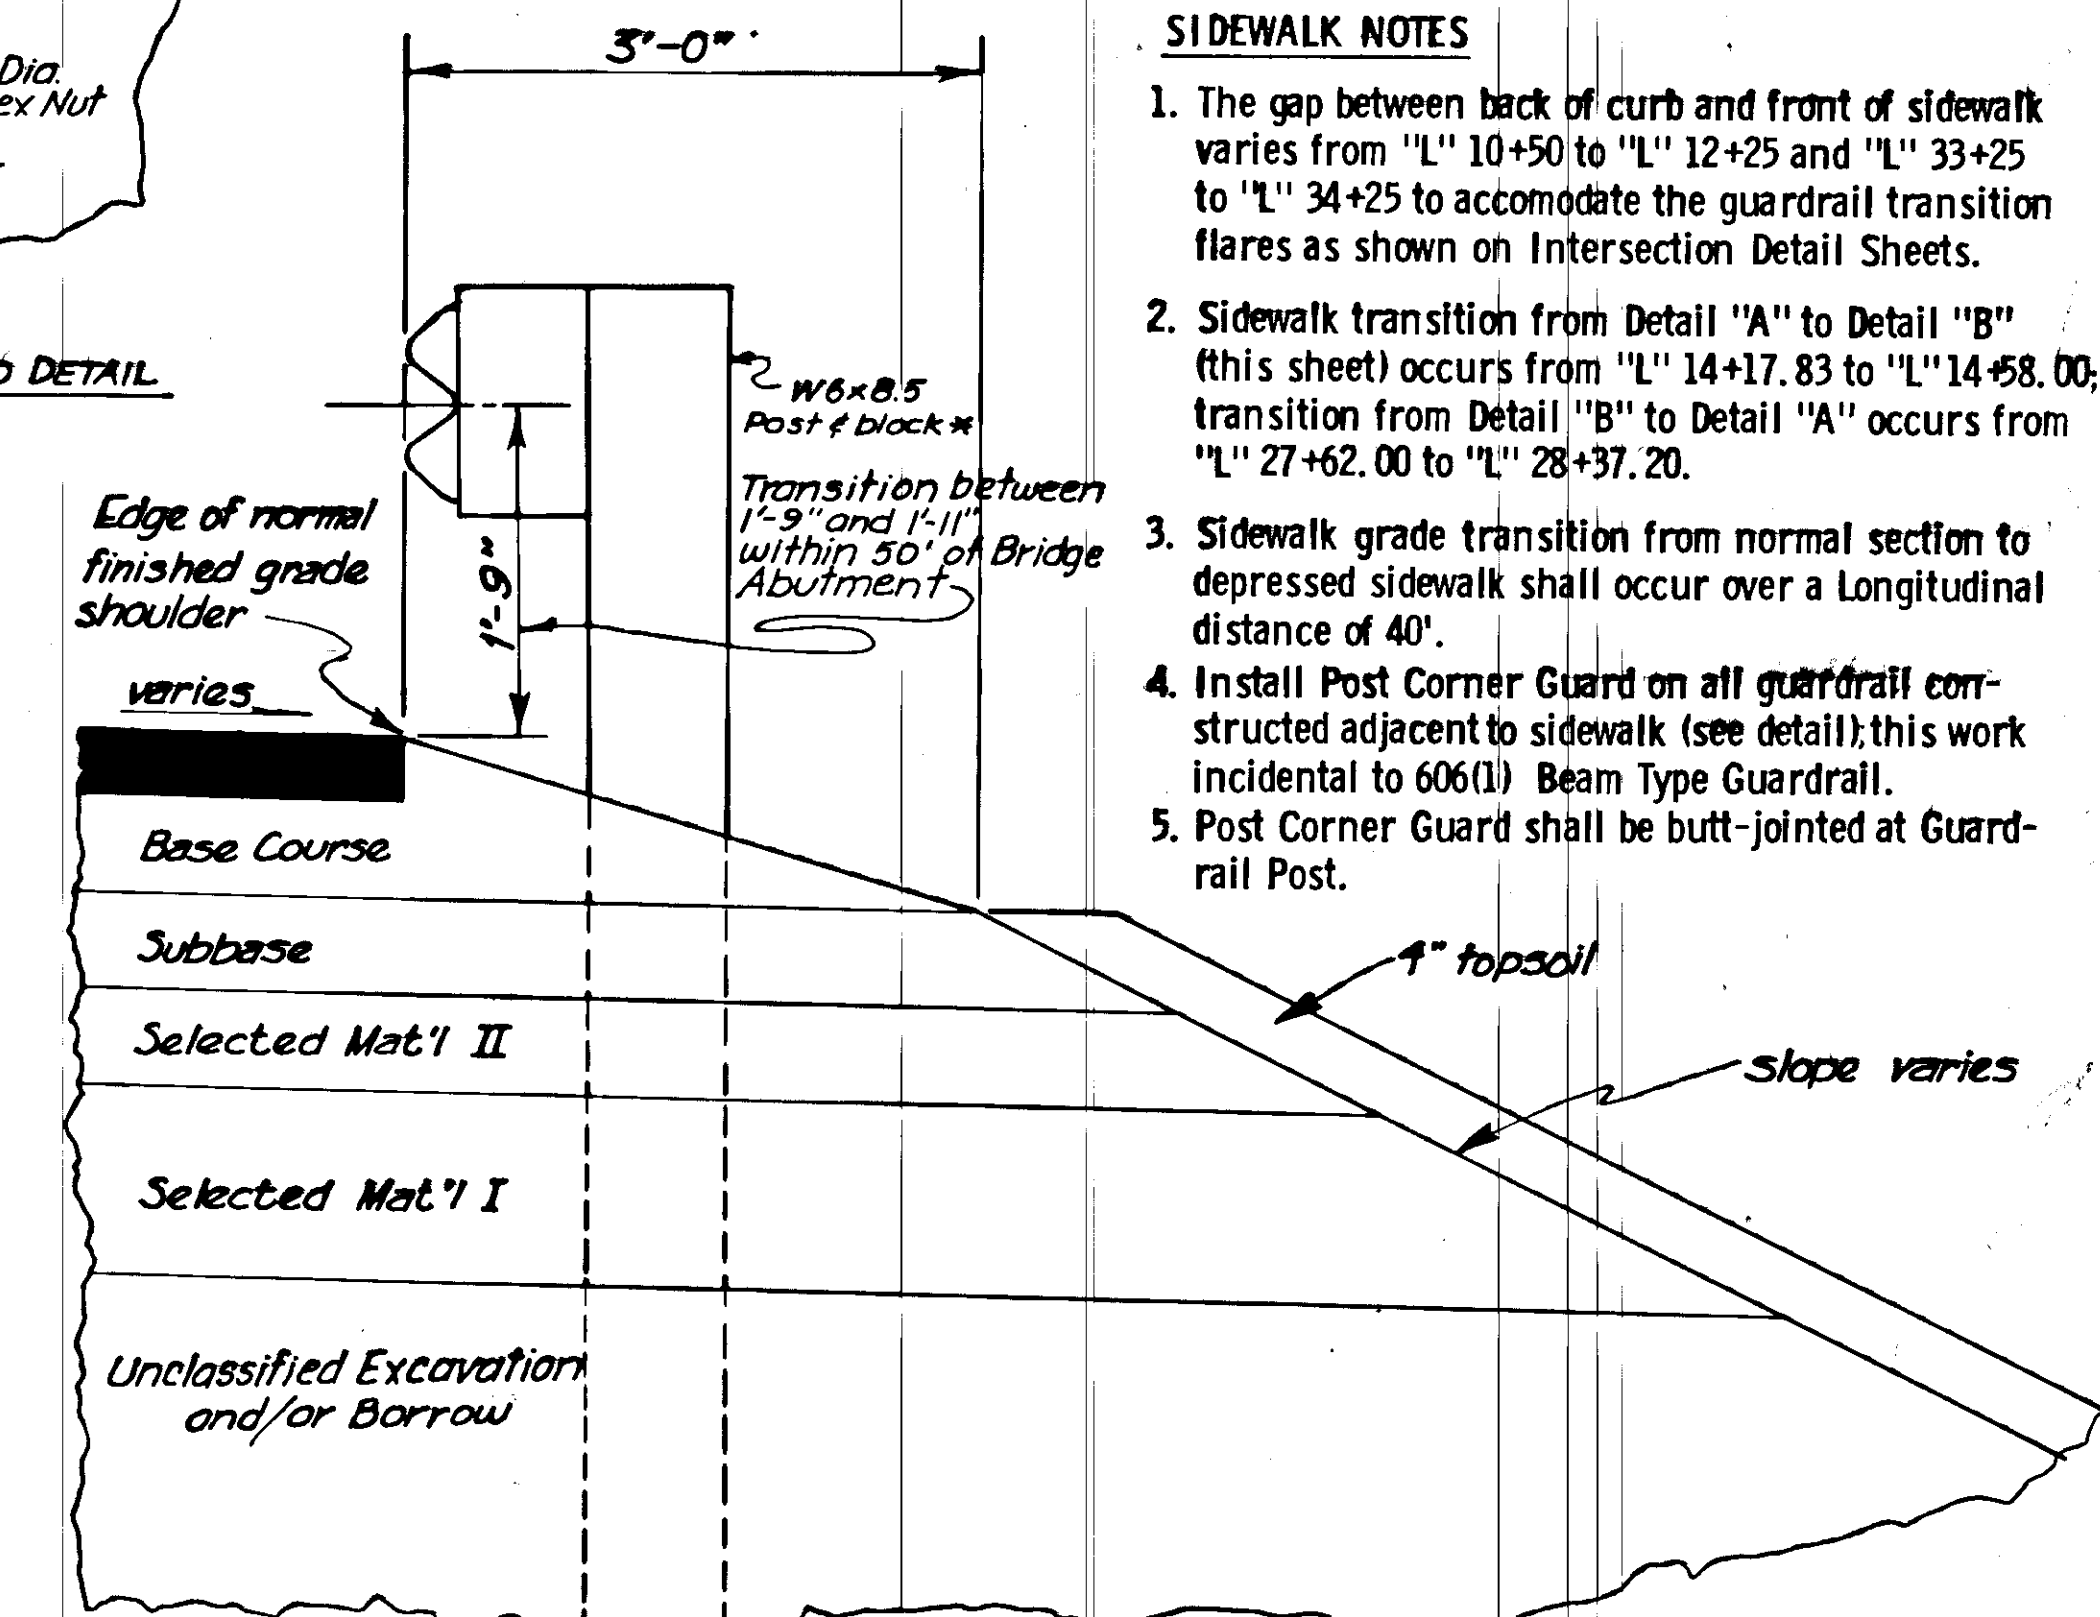 Dia.
ex Nut
DETAIL
3'-0"
W6x8.5
Post & block *
Transition between
1'-9" and 1'-11"
within 50' of Bridge
Abutment
1'-9"
Edge of normal
finished grade
shoulder
varies
Base Course
Subbase
Selected Mat'l II
Selected Mat'l I
Unclassified Excavation
and/or Borrow
4" topsoil
slope varies
SIDEWALK NOTES
1. The gap between back of curb and front of sidewalk
varies from "L" 10+50 to "L" 12+25 and "L" 33+25
to "L" 34+25 to accomodate the guardrail transition
flares as shown on Intersection Detail Sheets.
2. Sidewalk transition from Detail "A" to Detail "B"
(this sheet) occurs from "L" 14+17.83 to "L" 14+58.00;
transition from Detail "B" to Detail "A" occurs from
"L" 27+62.00 to "L" 28+37.20.
3. Sidewalk grade transition from normal section to
depressed sidewalk shall occur over a Longitudinal
distance of 40'.
4. Install Post Corner Guard on all guardrail con-
structed adjacent to sidewalk (see detail); this work
incidental to 606(1) Beam Type Guardrail.
5. Post Corner Guard shall be butt-jointed at Guard-
rail Post.